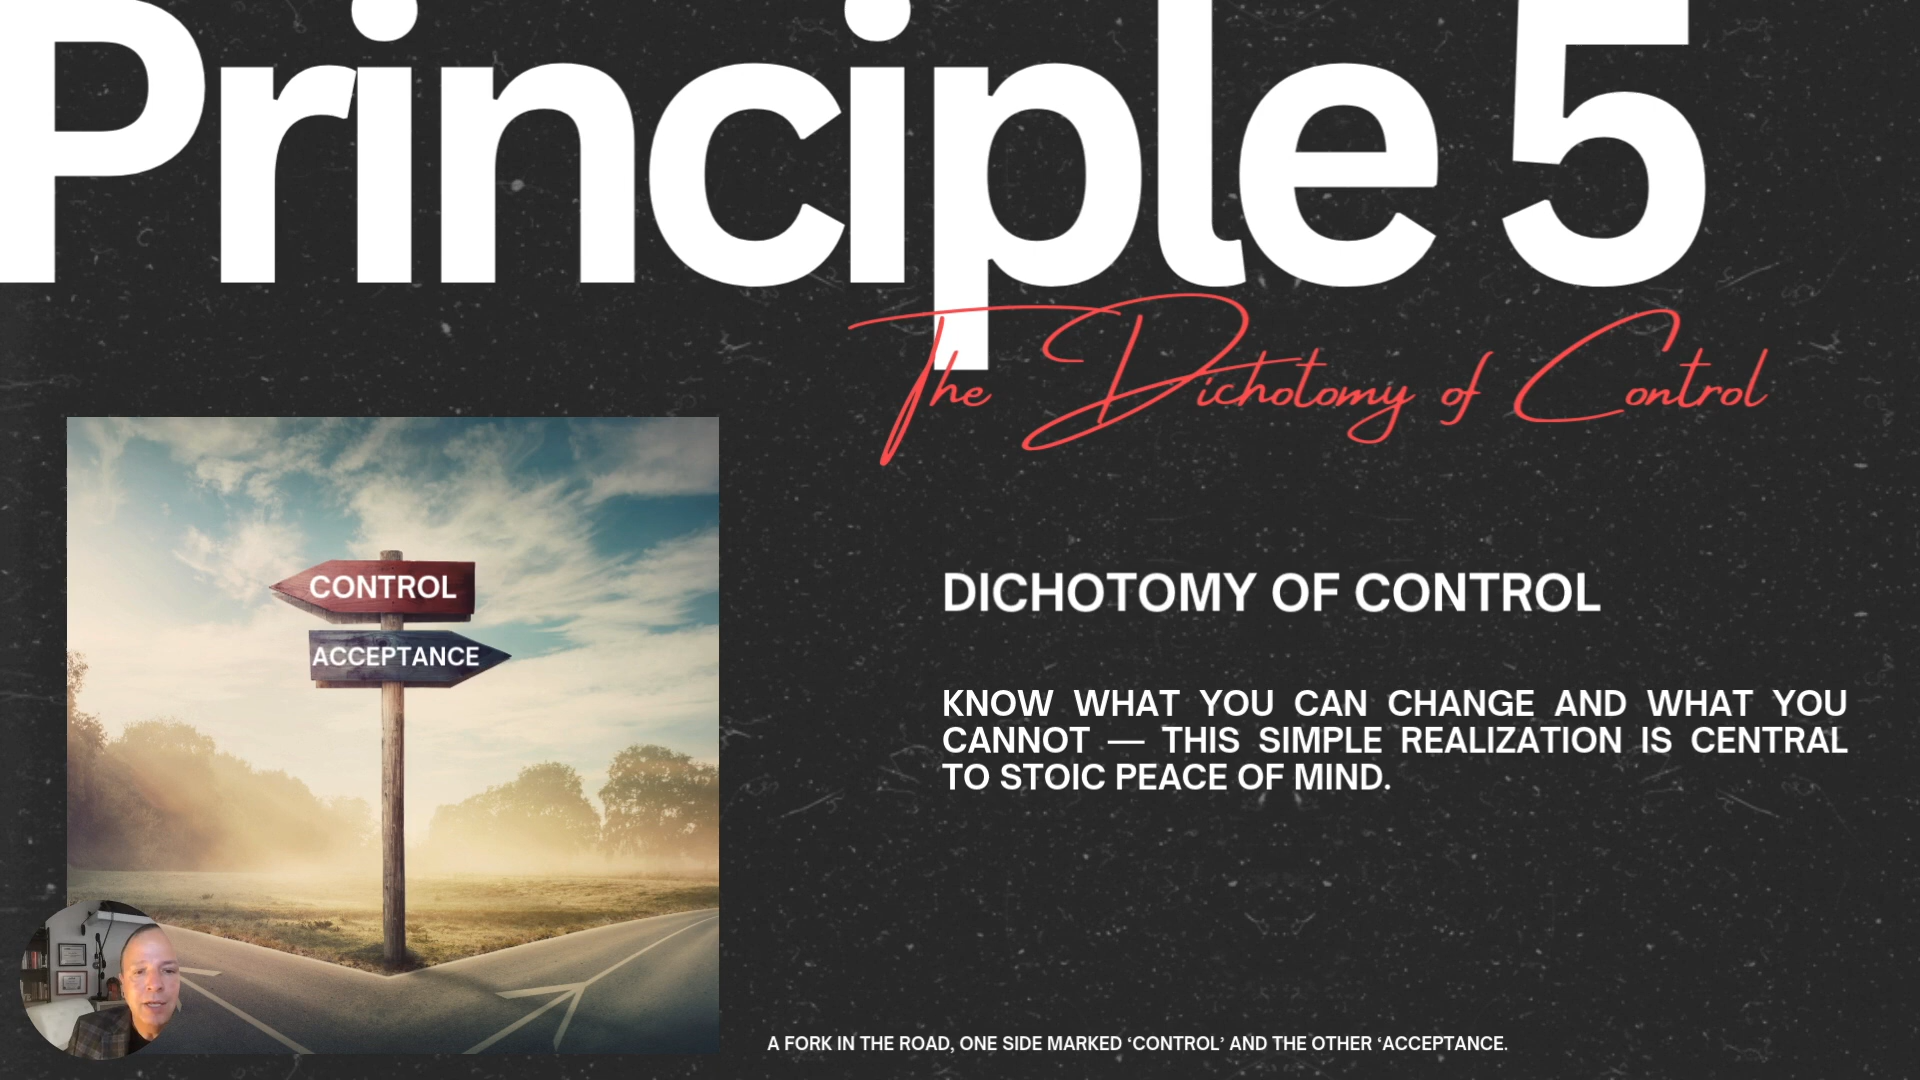 Principle 5
The Dichotomy of Control
CONTROL
ACCEPTANCE
DICHOTOMY OF CONTROL
KNOW WHAT YOU CAN CHANGE AND WHAT YOU
CANNOT — THIS SIMPLE REALIZATION IS CENTRAL
TO STOIC PEACE OF MIND.
A FORK IN THE ROAD, ONE SIDE MARKED ‘CONTROL’ AND THE OTHER ‘ACCEPTANCE.